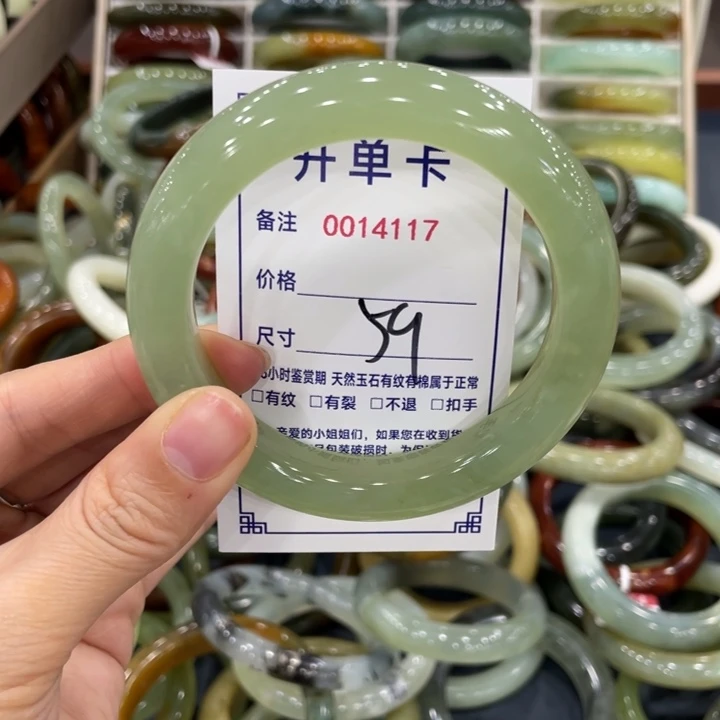 开单卡
备注 0014117
价格
尺寸 59
小时鉴赏期 天然玉石有纹有棉属于正常
□有纹 □有裂 □不退 □扣手
亲爱的小姐姐们，如果您在收到货
品包装破损时，为保